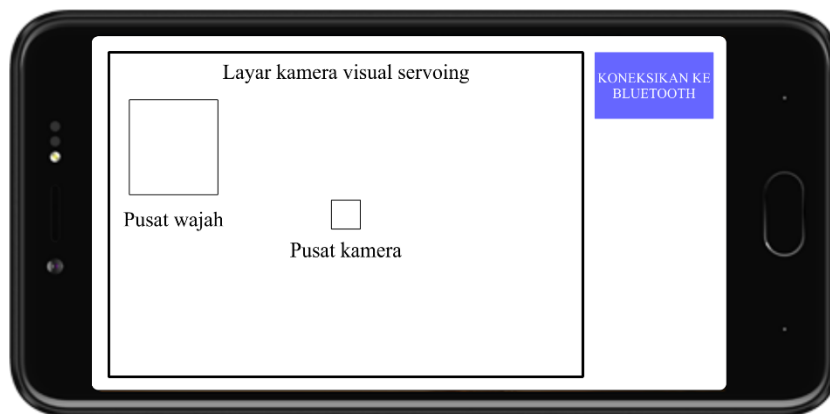 Layar kamera visual servoing
KONEKSIKAN KE
BLUETOOTH
Pusat wajah
Pusat kamera